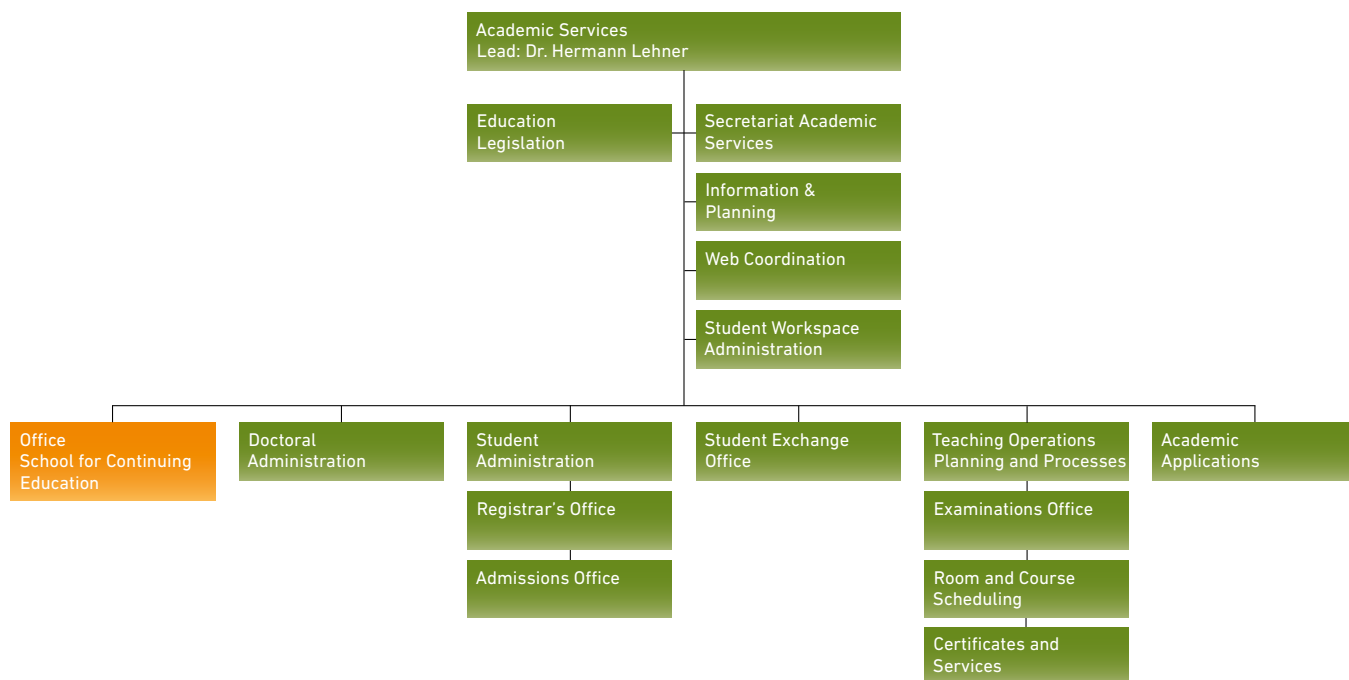 Academic Services
Lead: Dr. Hermann Lehner
Education
Legislation
Secretariat Academic
Services
Information &
Planning
Web Coordination
Student Workspace
Administration
Office
School for Continuing
Education
Doctoral
Administration
Student
Administration
Registrar's Office
Admissions Office
Student Exchange
Office
Teaching Operations
Planning and Processes
Examinations Office
Room and Course
Scheduling
Certificates and
Services
Academic
Applications